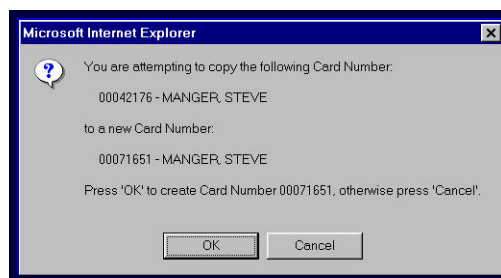 Microsoft Internet Explorer
You are attempting to copy the following Card Number:
00042176 - MANGER, STEVE
to a new Card Number:
00071651 - MANGER, STEVE
Press 'OK' to create Card Number 00071651, otherwise press 'Cancel'.
OK
Cancel